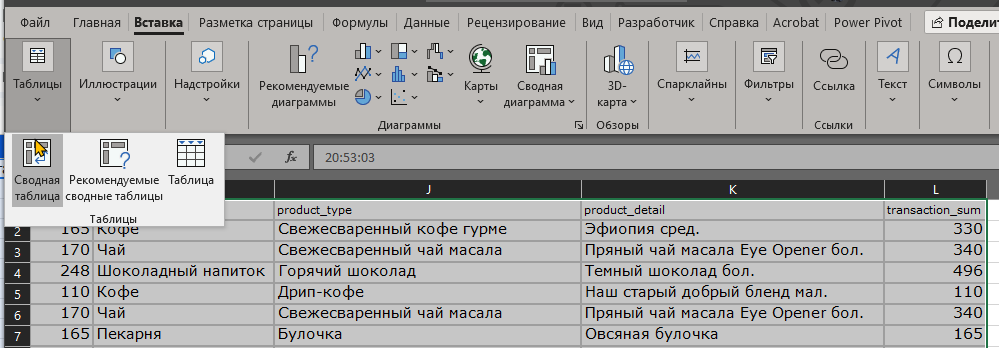 Файл Главная Вставка Разметка страницы Формулы Данные Рецензирование Вид Разработчик Справка Acrobat Power Pivot Поделит
Таблицы Иллюстрации Надстройки Рекомендуемые диаграммы Карты Сводная диаграмма 3D-карта Спарклайны Фильтры Ссылка Текст Символы
Диаграммы Обзоры Ссылки
Сводная таблица Рекомендуемые сводные таблицы Таблица
Таблицы
fx 20:53:03
J K L
product_type product_detail transaction_sum
2 165 Кофе Свежесваренный кофе гурме Эфиопия сред. 330
3 170 Чай Свежесваренный чай масала Пряный чай масала Eye Opener бол. 340
4 248 Шоколадный напиток Горячий шоколад Темный шоколад бол. 496
5 110 Кофе Дрип-кофе Наш старый добрый бленд мал. 110
6 170 Чай Свежесваренный чай масала Пряный чай масала Eye Opener бол. 340
7 165 Пекарня Булочка Овсяная булочка 165